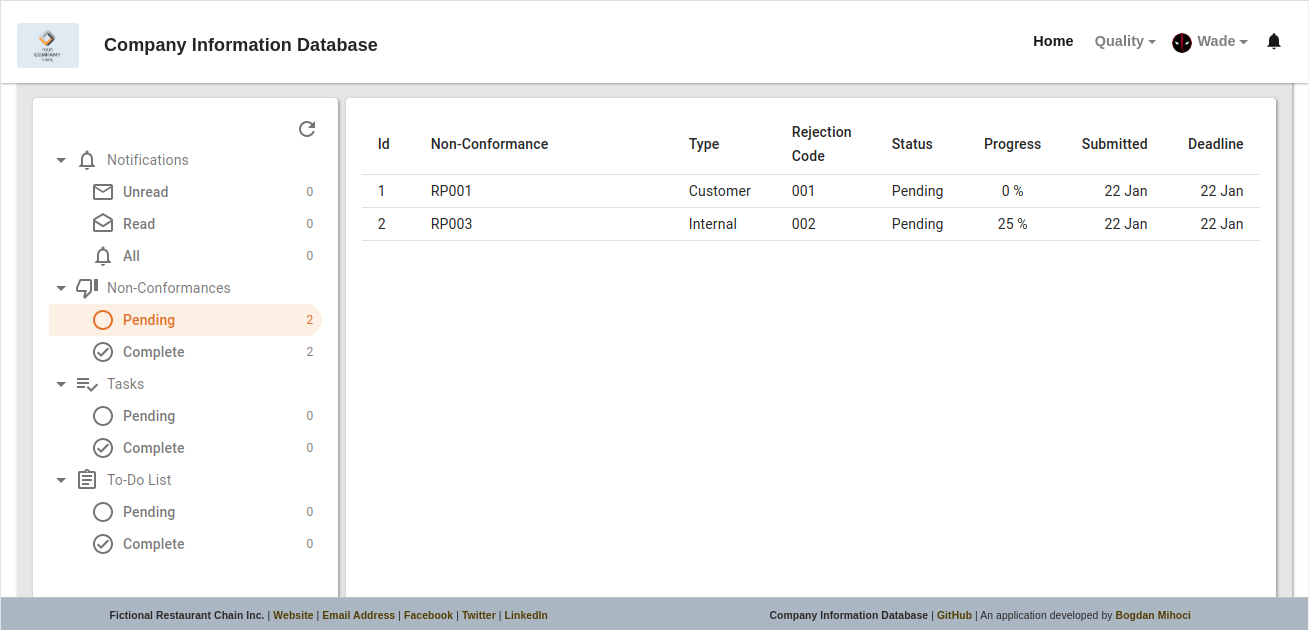 YOUR
COMPANY
NAME
Company Information Database
Home Quality Wade
Notifications
Unread 0
Read 0
All 0
Non-Conformances
Pending 2
Complete 2
Tasks
Pending 0
Complete 0
To-Do List
Pending 0
Complete 0
Id Non-Conformance Type Rejection Code Status Progress Submitted Deadline
1 RP001 Customer 001 Pending 0 % 22 Jan 22 Jan
2 RP003 Internal 002 Pending 25 % 22 Jan 22 Jan
Fictional Restaurant Chain Inc. | Website | Email Address | Facebook | Twitter | LinkedIn
Company Information Database | GitHub | An application developed by Bogdan Mihoci